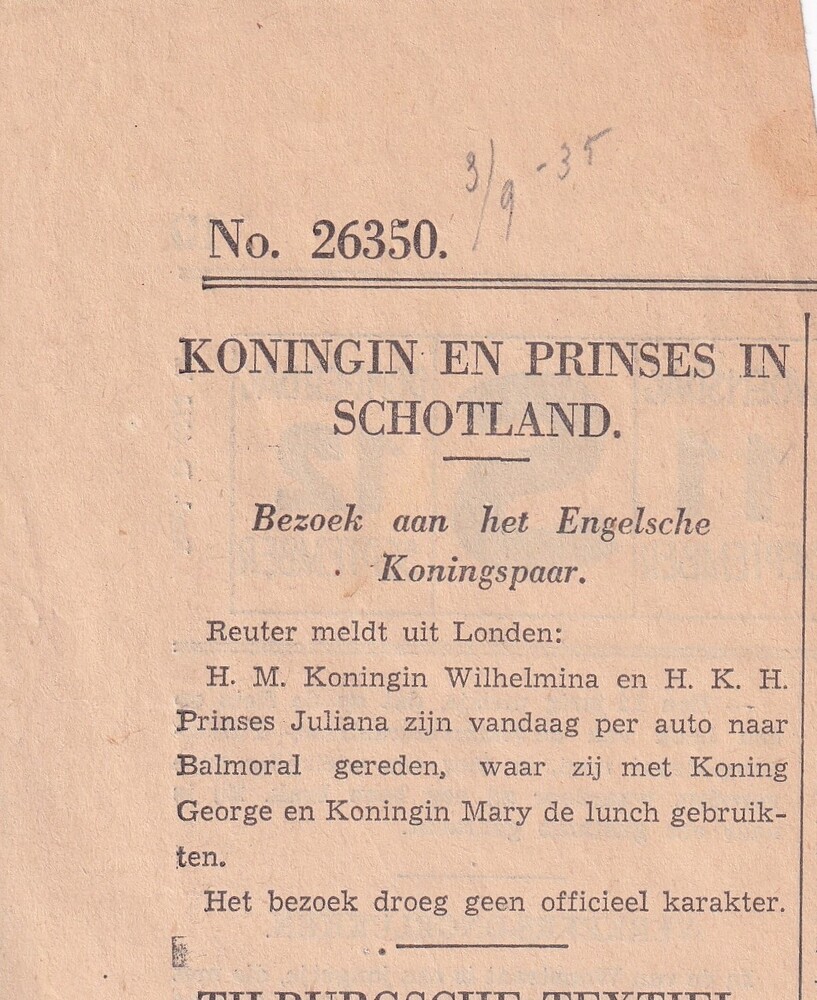 3/9 - 35
No. 26350.
KONINGIN EN PRINSES IN
SCHOTLAND.
Bezoek aan het Engelsche
Koningspaar.
Reuter meldt uit Londen:
H. M. Koningin Wilhelmina en H. K. H.
Prinses Juliana zijn vandaag per auto naar
Balmoral gereden, waar zij met Koning
George en Koningin Mary de lunch gebruik-
ten.
Het bezoek droeg geen officieel karakter.
TILBURGSCHE TEXTIEL